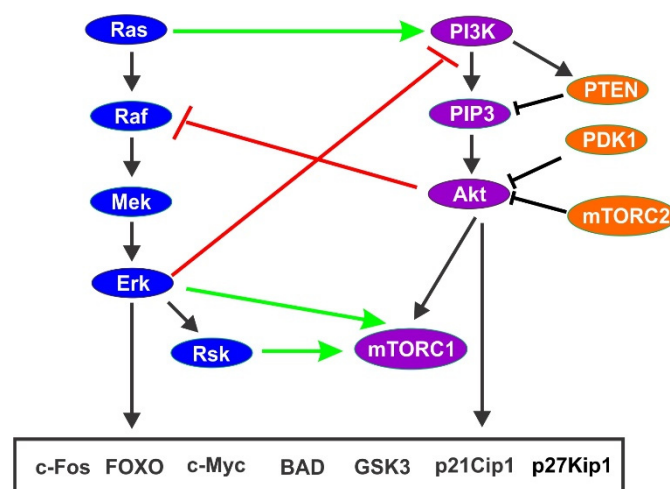 Ras
PI3K
PTEN
Raf
PIP3
PDK1
Mek
Akt
mTORC2
Erk
Rsk
mTORC1
c-Fos FOXO c-Myc BAD GSK3 p21Cip1 p27Kip1